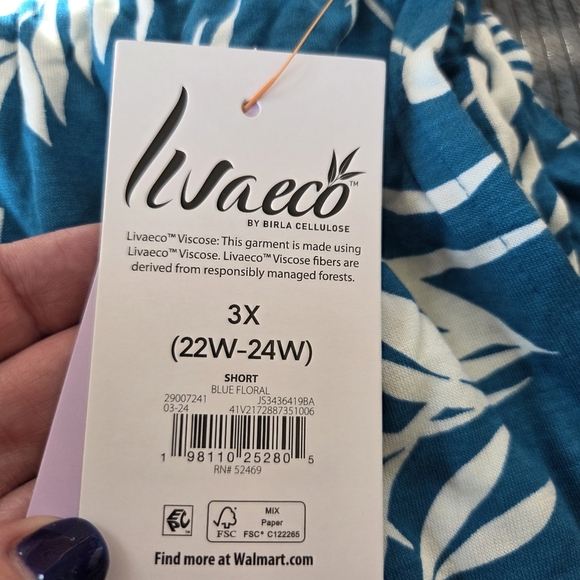 Livaeco™
BY BIRLA CELLULOSE
Livaeco™ Viscose: This garment is made using
Livaeco™ Viscose. Livaeco™ Viscose fibers are
derived from responsibly managed forests.
3X
(22W-24W)
SHORT
BLUE FLORAL
29007241 JS3436419BA
03-24 41V2172887351006
1 98110 25280 5
RN# 52469
FSC
MIX
Paper
FSC® C122265
Find more at Walmart.com